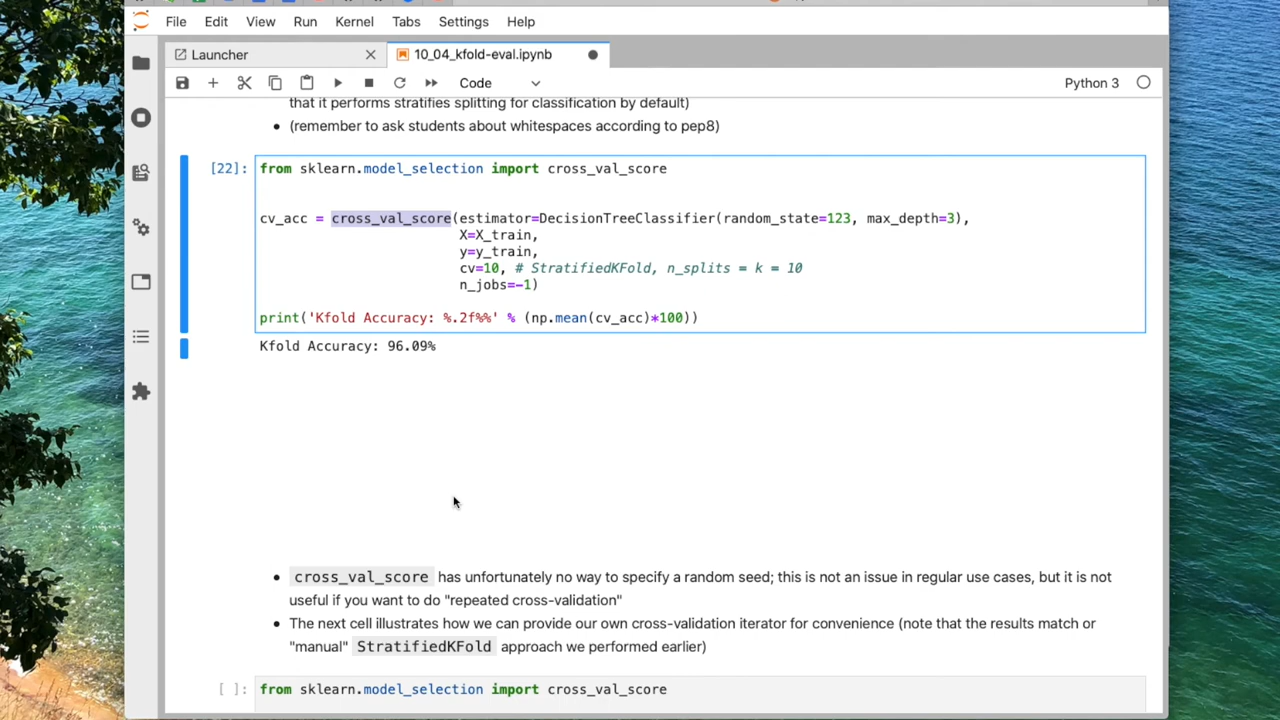 File Edit View Run Kernel Tabs Settings Help
Launcher
10_04_kfold-eval.ipynb
Code
Python 3
that it performs stratifies splitting for classification by default)
• (remember to ask students about whitespaces according to pep8)
[22]:
from sklearn.model_selection import cross_val_score
cv_acc = cross_val_score(estimator=DecisionTreeClassifier(random_state=123, max_depth=3),
X=X_train,
y=y_train,
cv=10, # StratifiedKFold, n_splits = k = 10
n_jobs=-1)
print('Kfold Accuracy: %.2f%%' % (np.mean(cv_acc)*100))
Kfold Accuracy: 96.09%
• cross_val_score has unfortunately no way to specify a random seed; this is not an issue in regular use cases, but it is not
useful if you want to do "repeated cross-validation"
• The next cell illustrates how we can provide our own cross-validation iterator for convenience (note that the results match or
"manual" StratifiedKFold approach we performed earlier)
[ ]:
from sklearn.model_selection import cross_val_score